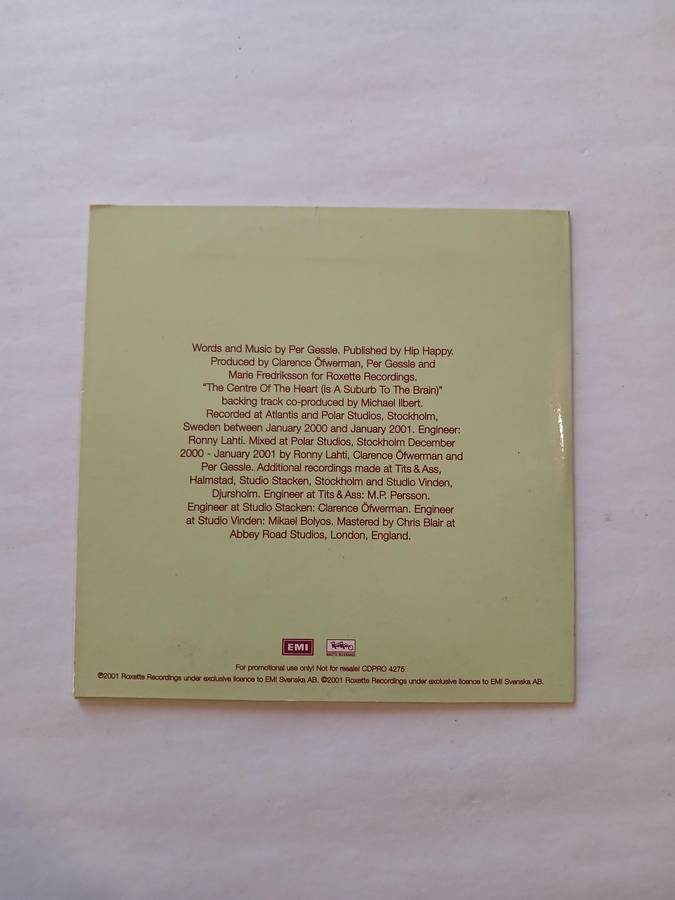 Words and Music by Per Gessle. Published by Hip Happy.
Produced by Clarence Öfwerman, Per Gessle and
Marie Fredriksson for Roxette Recordings.
"The Centre Of The Heart (Is A Suburb To The Brain)"
backing track co-produced by Michael Ilbert.
Recorded at Atlantis and Polar Studios, Stockholm,
Sweden between January 2000 and January 2001. Engineer:
Ronny Lahti. Mixed at Polar Studios, Stockholm December
2000 - January 2001 by Ronny Lahti, Clarence Öfwerman and
Per Gessle. Additional recordings made at Tits & Ass,
Halmstad, Studio Stacken, Stockholm and Studio Vinden,
Djursholm. Engineer at Tits & Ass: M.P. Persson.
Engineer at Studio Stacken: Clarence Öfwerman. Engineer
at Studio Vinden: Mikael Bolyos. Mastered by Chris Blair at
Abbey Road Studios, London, England.
EMI
For promotional use only! Not for resale! CDPRO 4275
℗2001 Roxette Recordings under exclusive licence to EMI Svenska AB. ©2001 Roxette Recordings under exclusive licence to EMI Svenska AB.